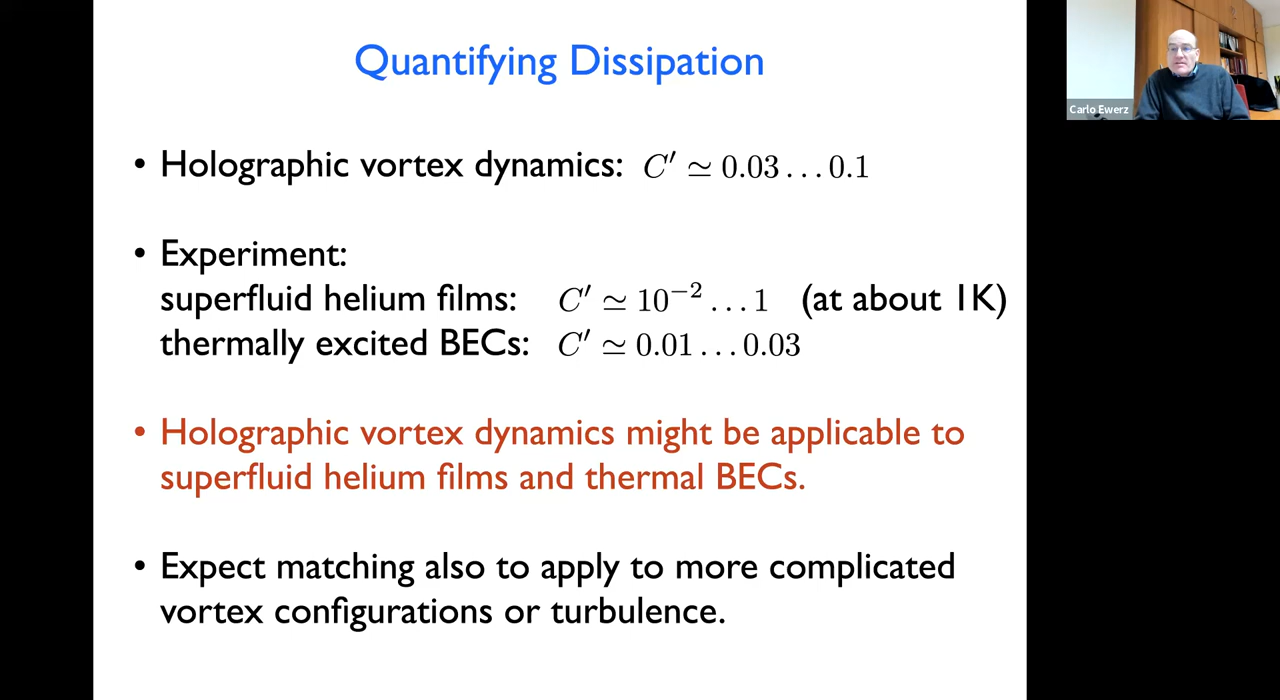 Quantifying Dissipation
• Holographic vortex dynamics: C′ ≃ 0.03 . . . 0.1
• Experiment:
superfluid helium films: C′ ≃ 10⁻² . . . 1 (at about 1K)
thermally excited BECs: C′ ≃ 0.01 . . . 0.03
• Holographic vortex dynamics might be applicable to
superfluid helium films and thermal BECs.
• Expect matching also to apply to more complicated
vortex configurations or turbulence.
Carlo Ewerz